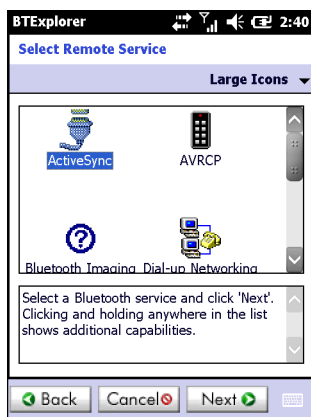 BTExplorer 2:40
Select Remote Service
Large Icons
ActiveSync AVRCP
Bluetooth Imaging Dial-up Networking
Select a Bluetooth service and click 'Next'.
Clicking and holding anywhere in the list
shows additional capabilities.
Back Cancel Next